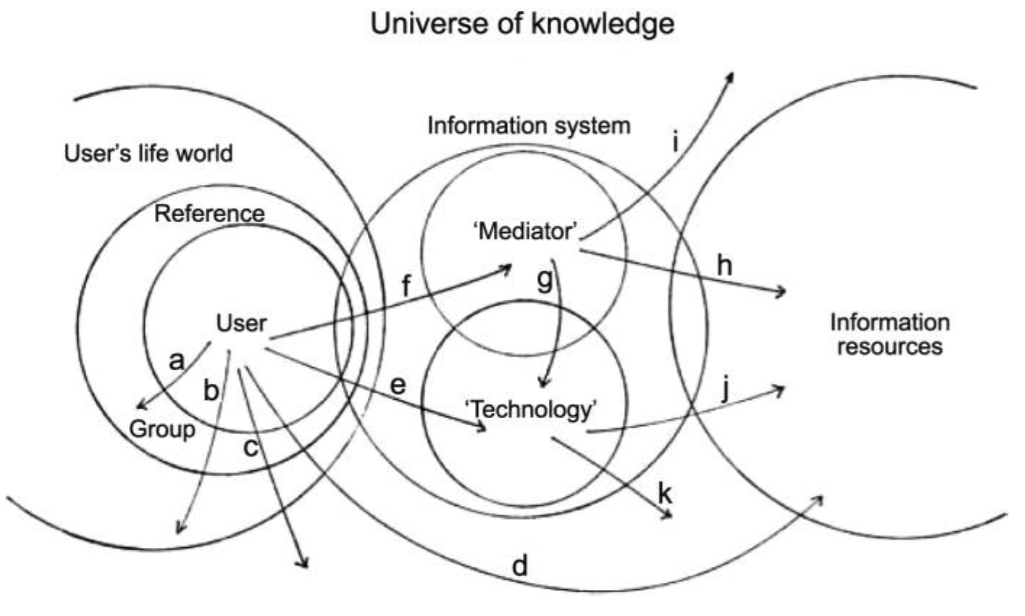 Universe of knowledge
Information system
User's life world
Reference
'Mediator'
User
Information
resources
'Technology'
Group
a
b
c
d
e
f
g
h
i
j
k